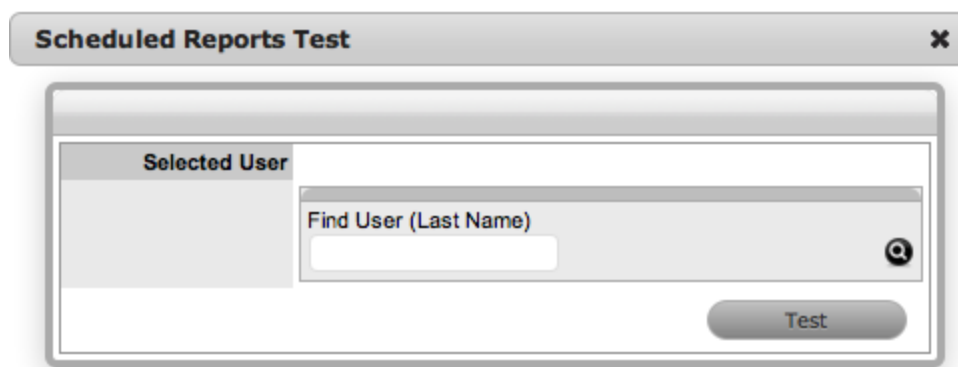 Scheduled Reports Test
Selected User
Find User (Last Name)
Test